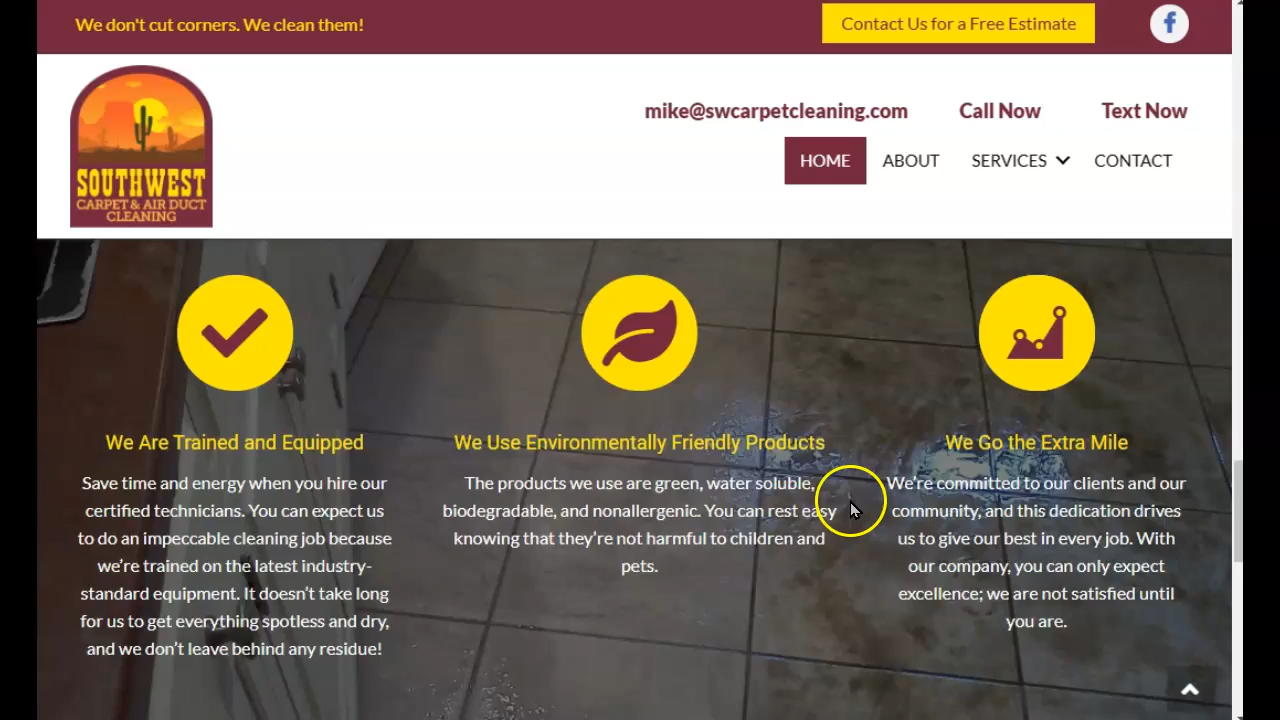 We don't cut corners. We clean them!
Contact Us for a Free Estimate
mike@swcarpetcleaning.com
Call Now
Text Now
SOUTHWEST
CARPET & AIR DUCT
CLEANING
HOME
ABOUT
SERVICES
CONTACT
We Are Trained and Equipped
Save time and energy when you hire our
certified technicians. You can expect us
to do an impeccable cleaning job because
we're trained on the latest industry-
standard equipment. It doesn't take long
for us to get everything spotless and dry,
and we don't leave behind any residue!
We Use Environmentally Friendly Products
The products we use are green, water soluble,
biodegradable, and nonallergenic. You can rest easy
knowing that they're not harmful to children and
pets.
We Go the Extra Mile
We're committed to our clients and our
community, and this dedication drives
us to give our best in every job. With
our company, you can only expect
excellence; we are not satisfied until
you are.